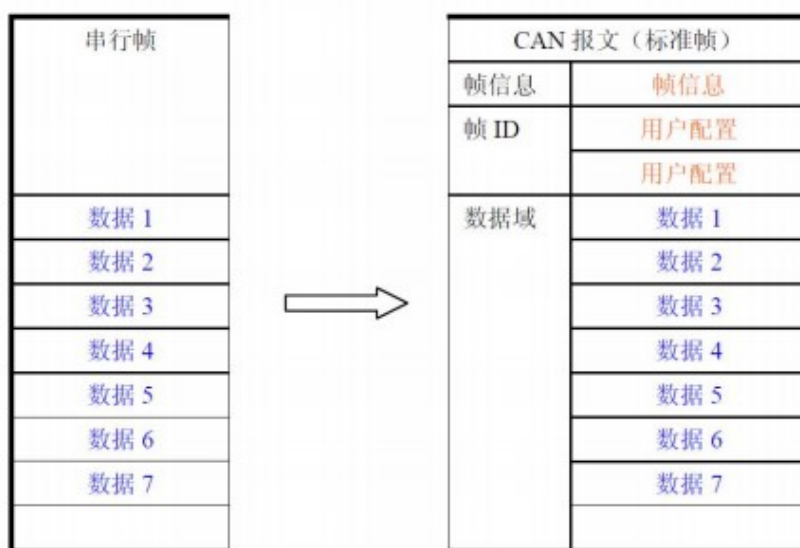 串行帧
数据 1
数据 2
数据 3
数据 4
数据 5
数据 6
数据 7
CAN 报文（标准帧）
帧信息 帧信息
帧 ID 用户配置
用户配置
数据域 数据 1
数据 2
数据 3
数据 4
数据 5
数据 6
数据 7